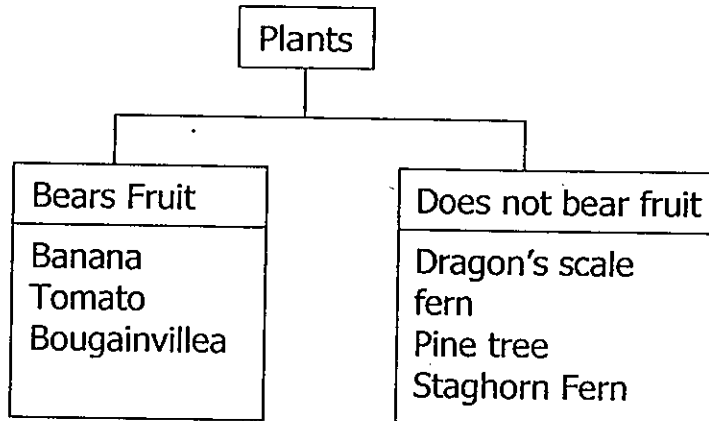 Plants
Bears Fruit
Banana
Tomato
Bougainvillea
Does not bear fruit
Dragon's scale
fern
Pine tree
Staghorn Fern